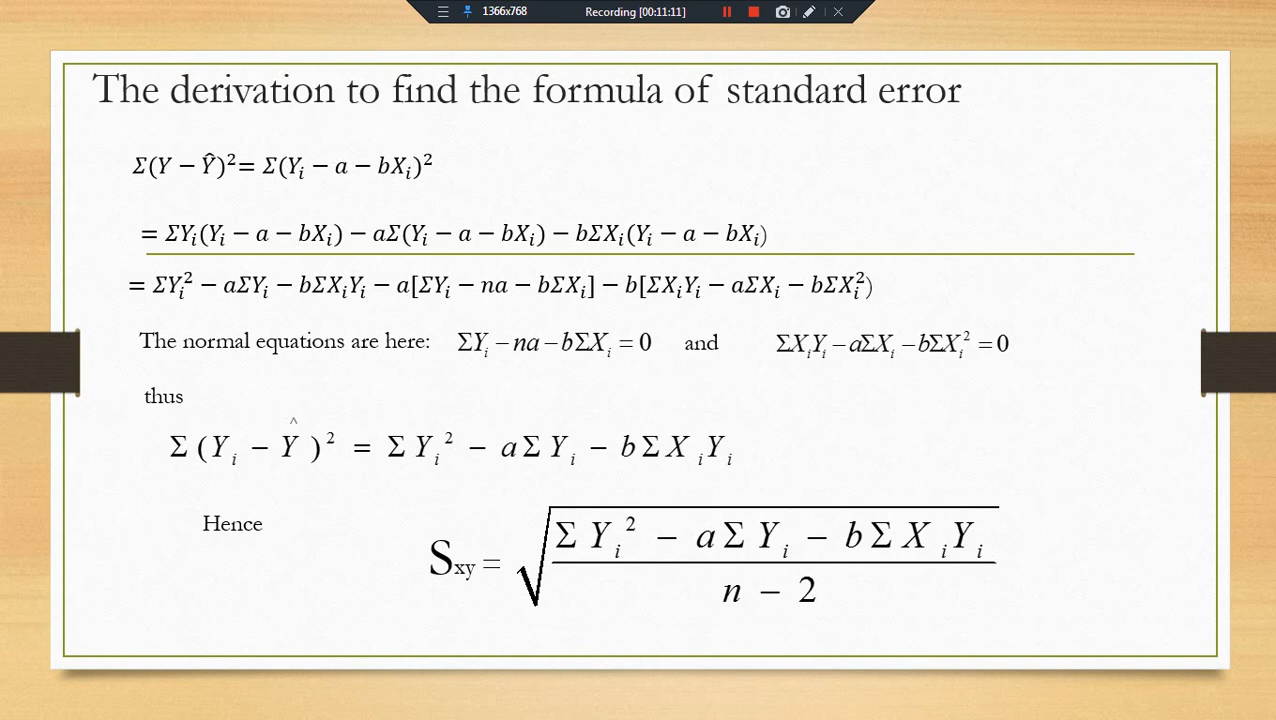 1366x768 Recording [00:11:11]
The derivation to find the formula of standard error
Σ(Y − Ŷ)²= Σ(Yᵢ − a − bXᵢ)²
= ΣYᵢ(Yᵢ − a − bXᵢ) − aΣ(Yᵢ − a − bXᵢ) − bΣXᵢ(Yᵢ − a − bXᵢ)
= ΣYᵢ² − aΣYᵢ − bΣXᵢYᵢ − a[ΣYᵢ − na − bΣXᵢ] − b[ΣXᵢYᵢ − aΣXᵢ − bΣXᵢ²)
The normal equations are here: ΣYᵢ − na − bΣXᵢ = 0 and ΣXᵢYᵢ − aΣXᵢ − bΣXᵢ² = 0
thus
Σ (Yᵢ − Ŷ)² = ΣYᵢ² − aΣYᵢ − bΣXᵢYᵢ
Hence
Sxy = √((ΣYᵢ² − aΣYᵢ − bΣXᵢYᵢ) / (n − 2))